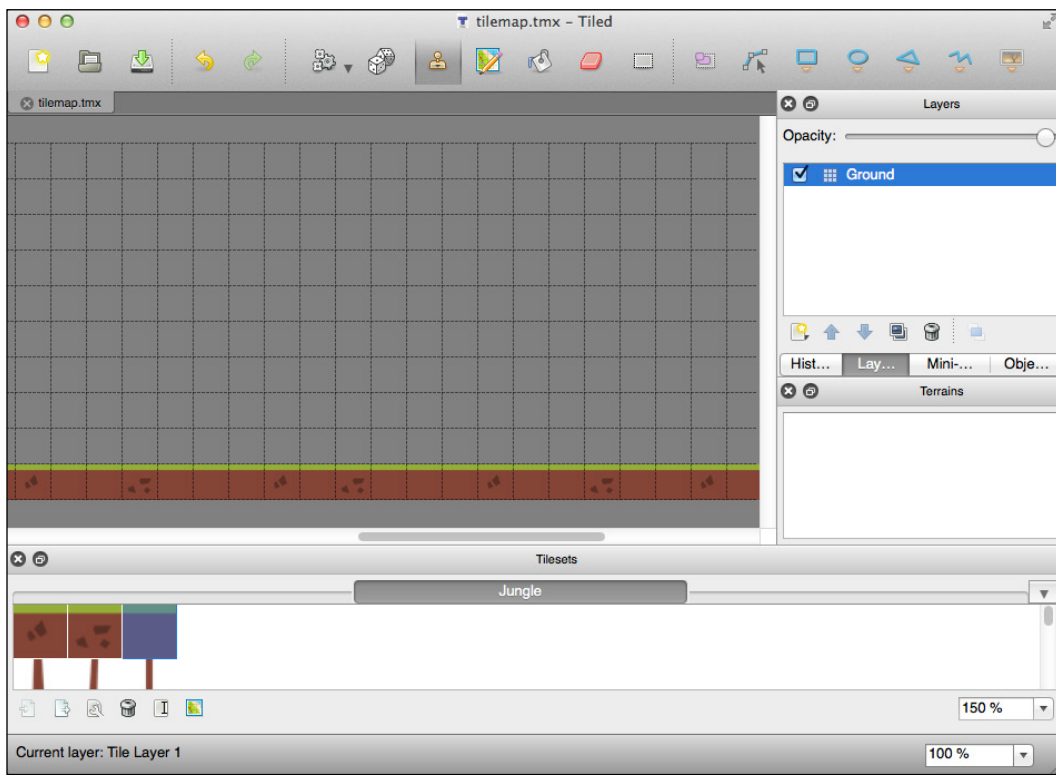 tilemap.tmx – Tiled
tilemap.tmx
Layers
Opacity:
Ground
Hist... Lay... Mini-... Obje...
Terrains
Tilesets
Jungle
150 %
Current layer: Tile Layer 1
100 %